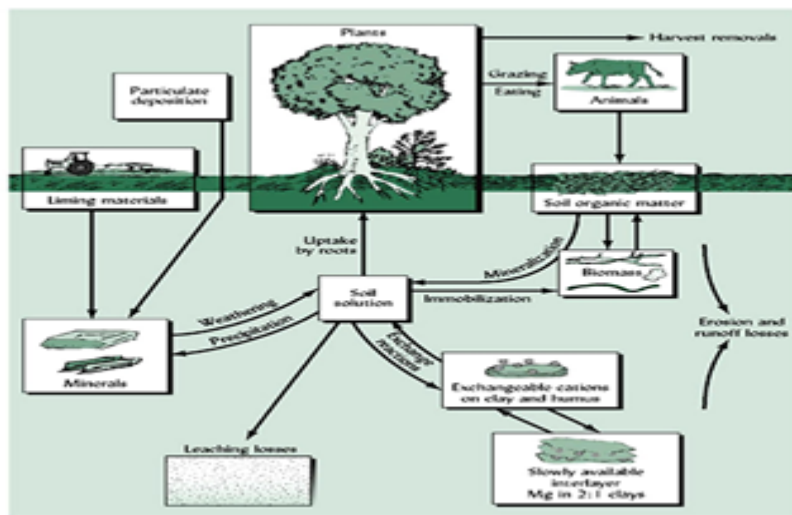 Plants
Harvest removals
Particulate
deposition
Grazing
Eating
Animals
Liming materials
Soil organic matter
Uptake
by roots
Mineralization
Biomass
Soil
solution
Immobilization
Weathering
Precipitation
Erosion and
runoff losses
Exchange
reactions
Minerals
Exchangeable cations
on clay and humus
Leaching losses
Slowly available
interlayer
Mg in 2:1 clays